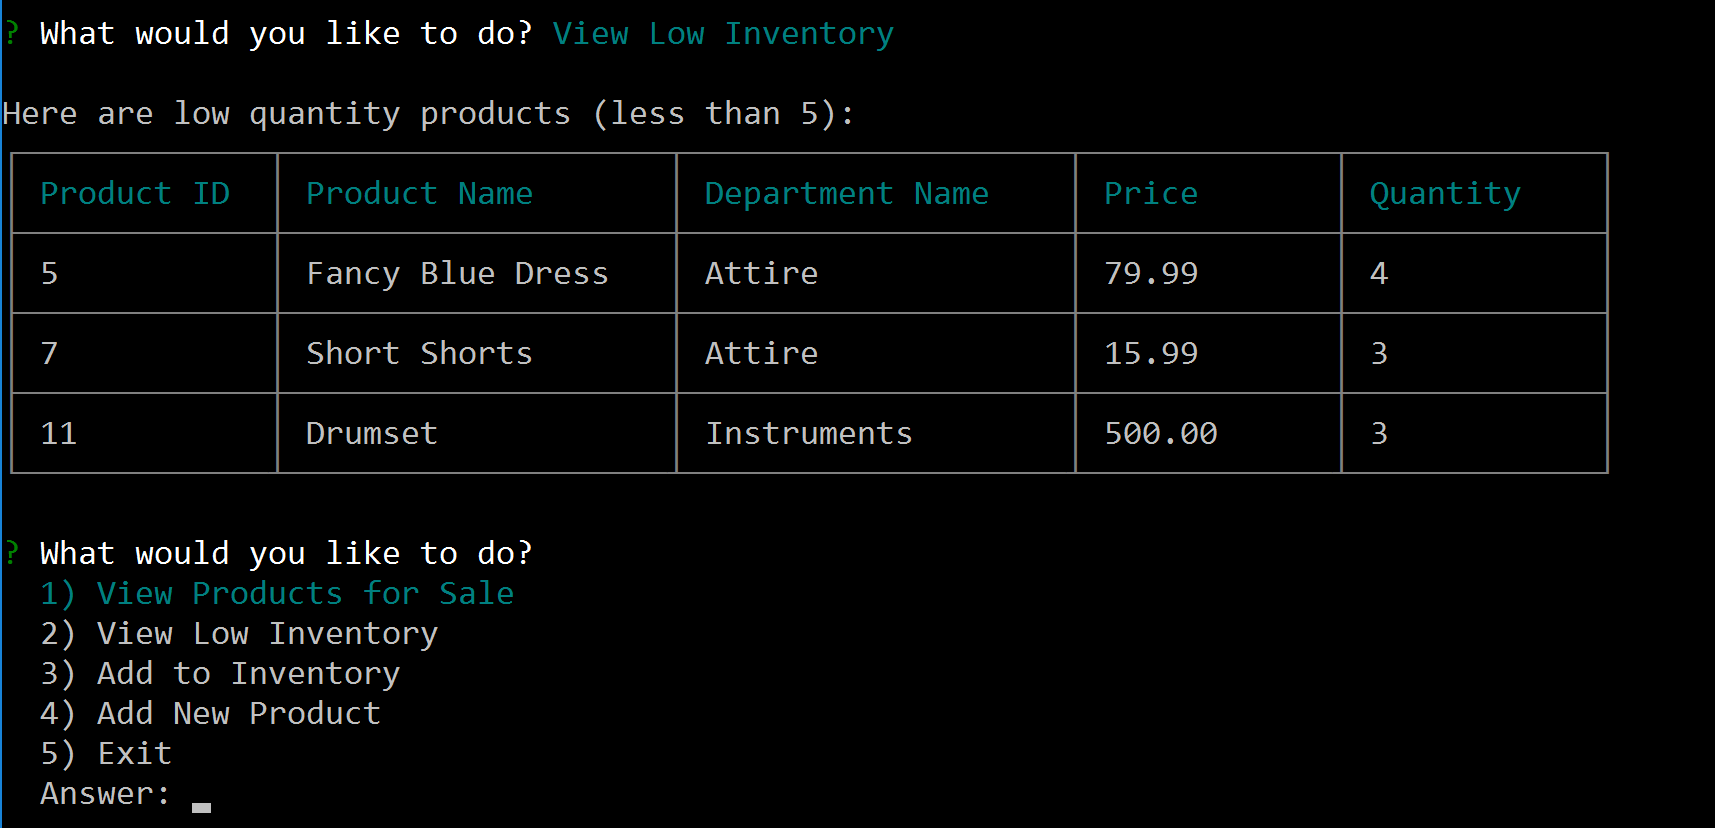 ? What would you like to do? View Low Inventory
Here are low quantity products (less than 5):
Product ID Product Name Department Name Price Quantity
5 Fancy Blue Dress Attire 79.99 4
7 Short Shorts Attire 15.99 3
11 Drumset Instruments 500.00 3
? What would you like to do?
1) View Products for Sale
2) View Low Inventory
3) Add to Inventory
4) Add New Product
5) Exit
Answer: